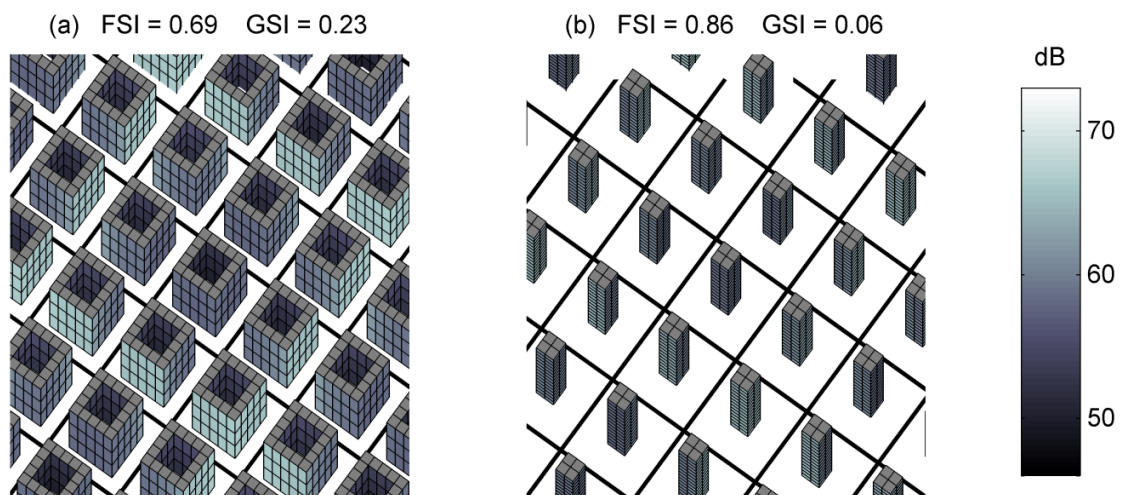 (a) FSI = 0.69 GSI = 0.23
(b) FSI = 0.86 GSI = 0.06
dB
70
60
50